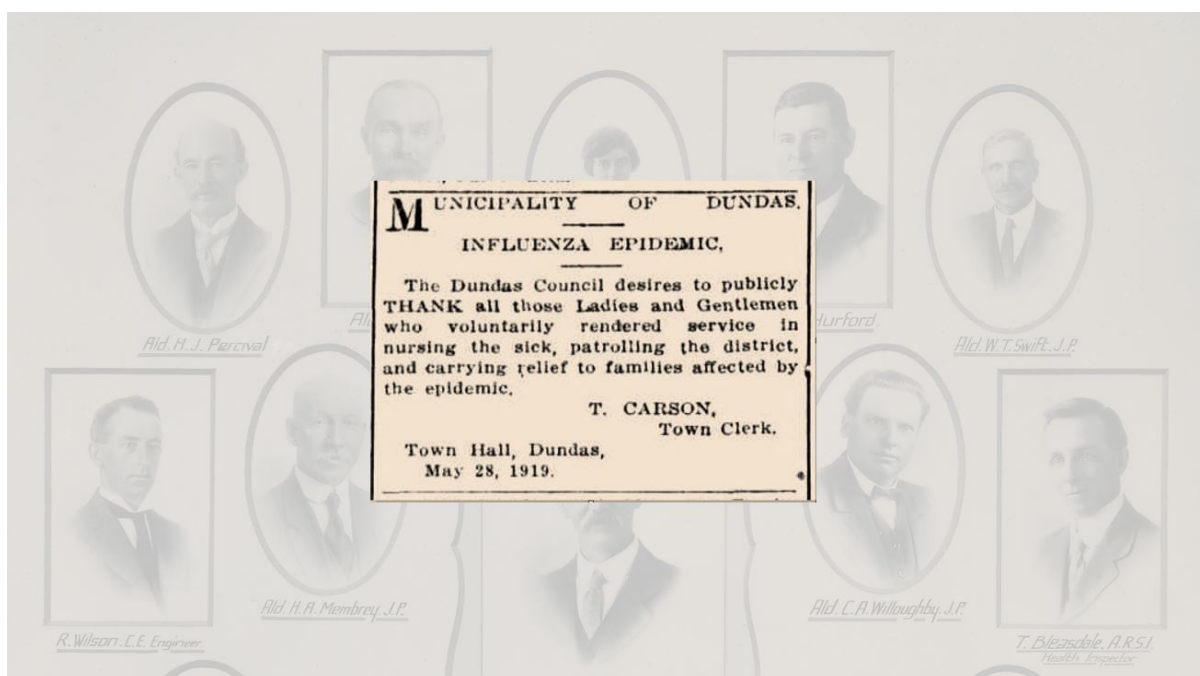 MUNICIPALITY OF DUNDAS.
INFLUENZA EPIDEMIC,
The Dundas Council desires to publicly
THANK all those Ladies and Gentlemen
who voluntarily rendered service in
nursing the sick, patrolling the district,
and carrying relief to families affected by
the epidemic.
T. CARSON,
Town Clerk.
Town Hall, Dundas,
May 28, 1919.
Hurford.
Ald. H.J. Percival
Ald. W.T. Swift. J.P.
Ald. H.A. Membrey. J.P.
Ald. C.A. Willoughby. J.P.
R. Wilson. C.E. Engineer
T. Bleasdale, A.R.S.I.
Health Inspector